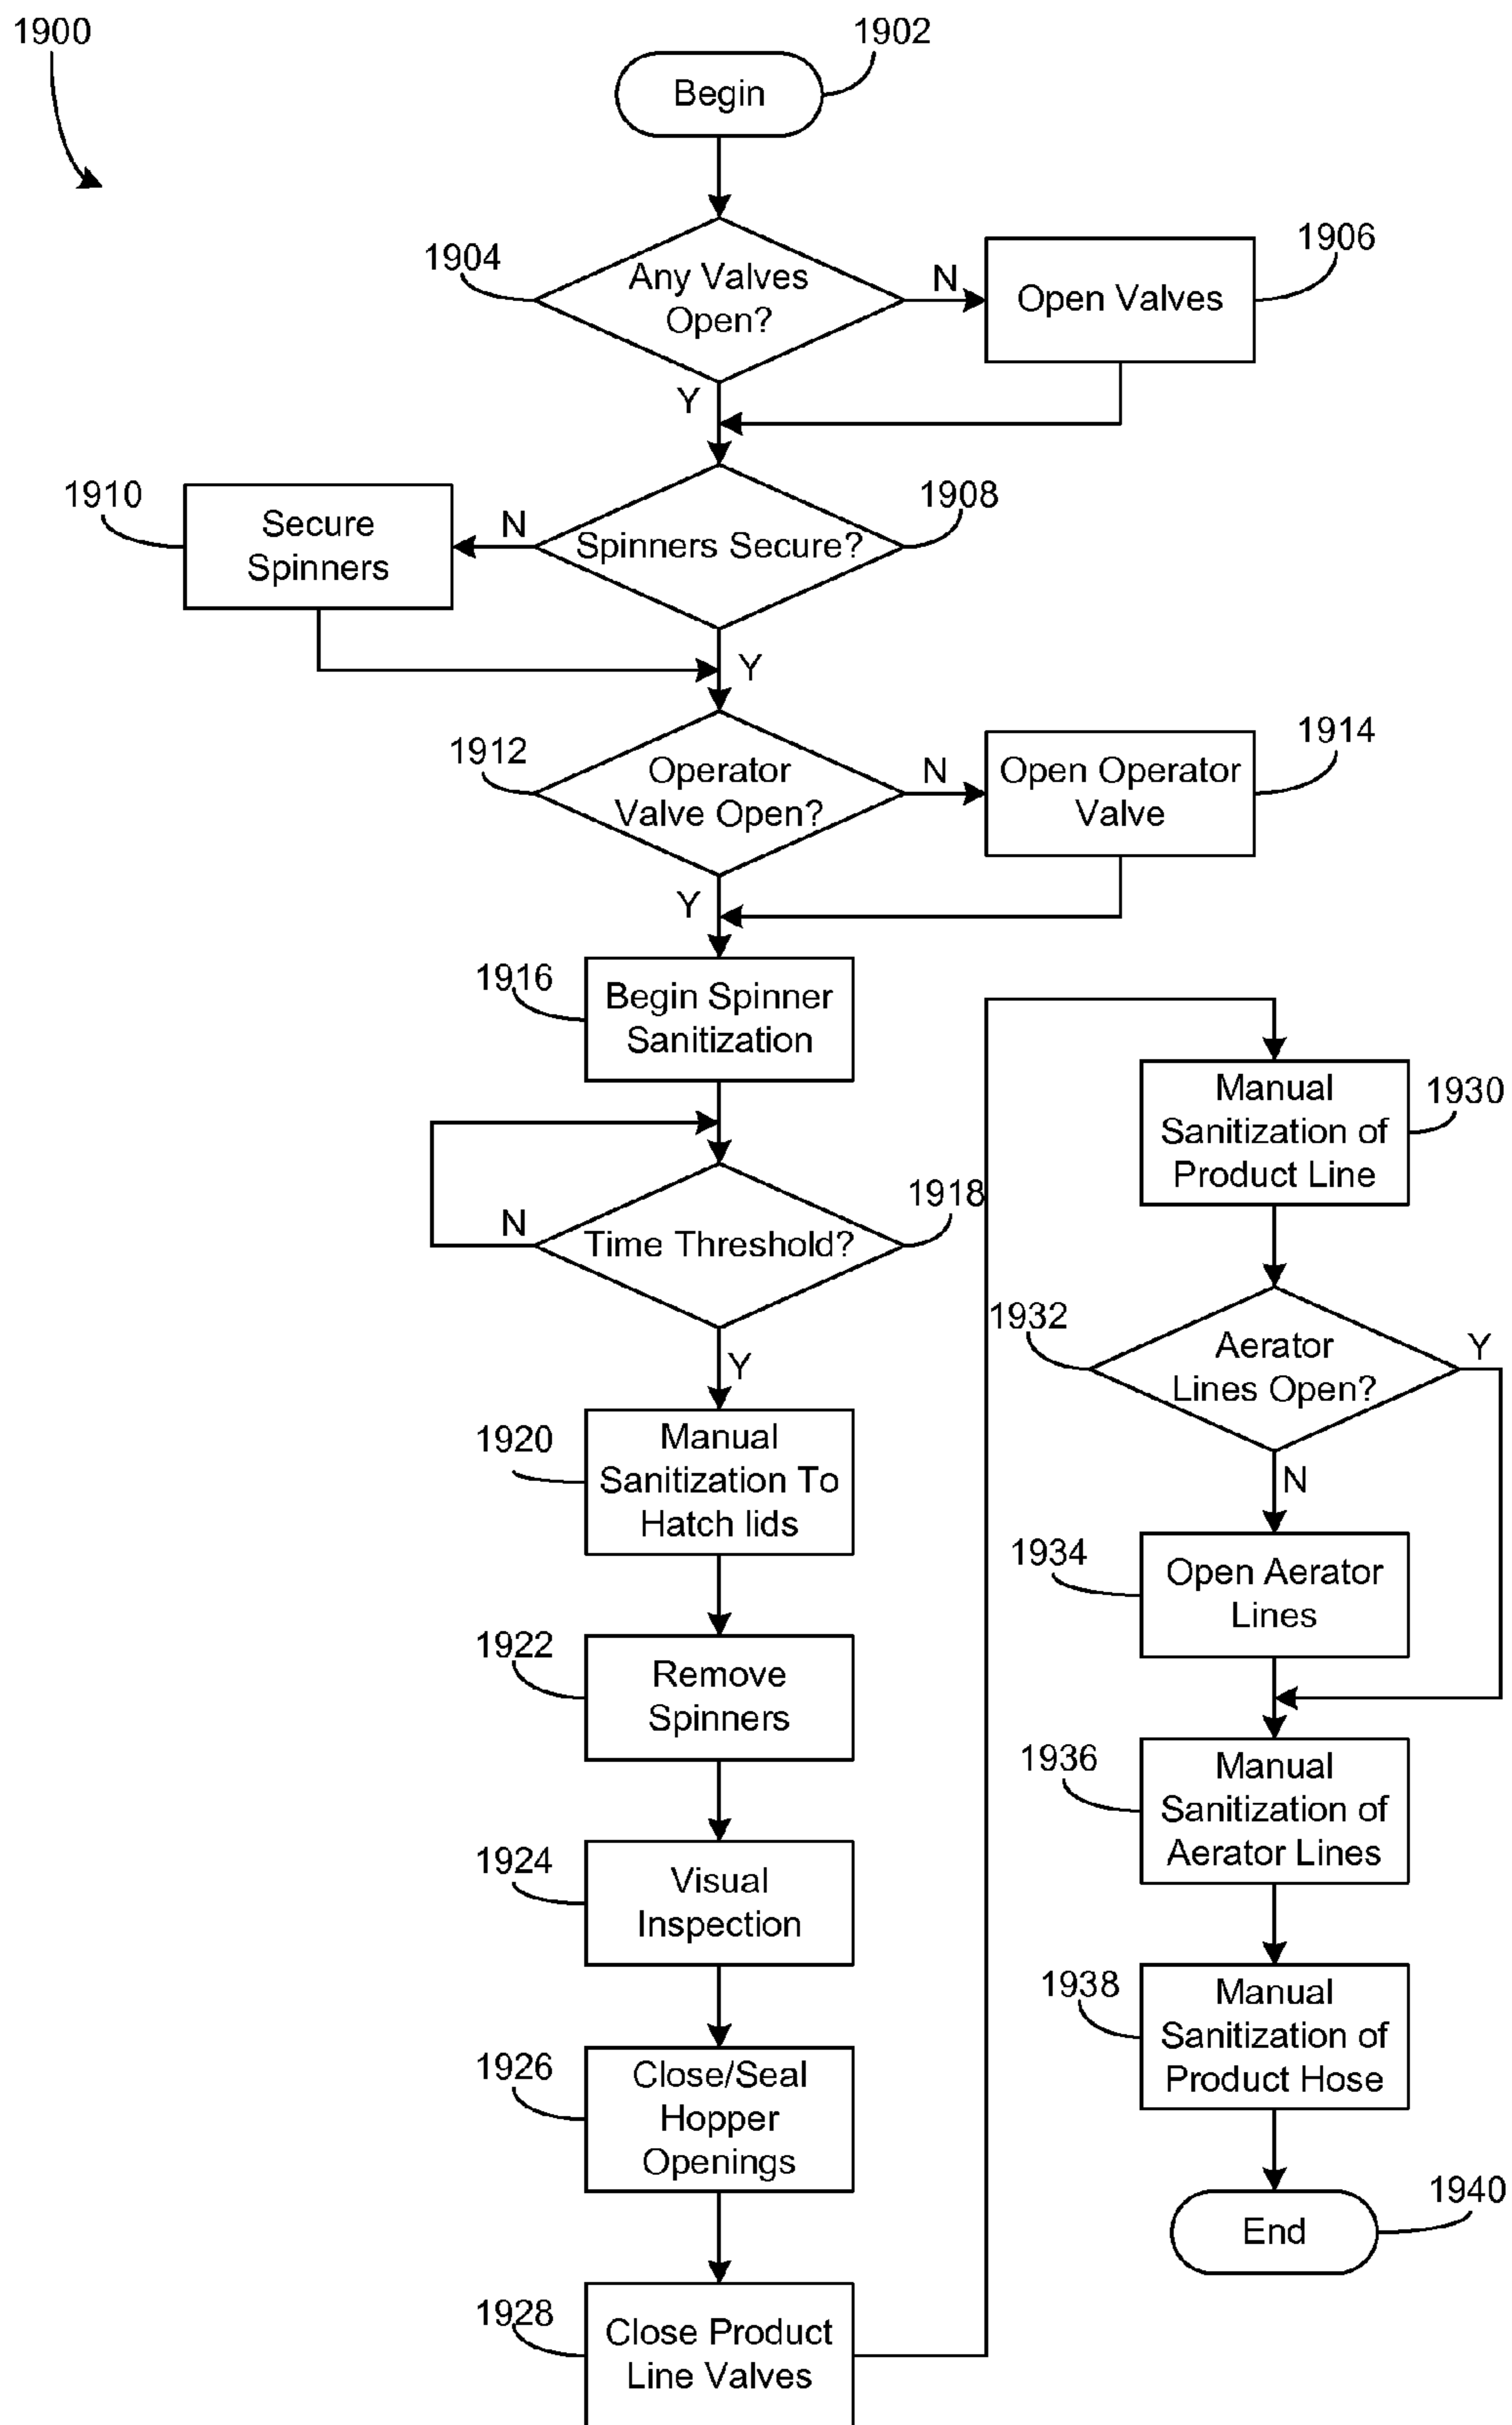 1900
1902
Begin
1904
Any Valves
Open?
N
1906
Open Valves
Y
1910
Secure
Spinners
N
1908
Spinners Secure?
Y
1912
Operator
Valve Open?
N
1914
Open Operator
Valve
Y
1916
Begin Spinner
Sanitization
1918
N
Time Threshold?
Y
1920
Manual
Sanitization To
Hatch lids
1922
Remove
Spinners
1924
Visual
Inspection
1926
Close/Seal
Hopper
Openings
1928
Close Product
Line Valves
1930
Manual
Sanitization of
Product Line
1932
Aerator
Lines Open?
Y
N
1934
Open Aerator
Lines
1936
Manual
Sanitization of
Aerator Lines
1938
Manual
Sanitization of
Product Hose
1940
End